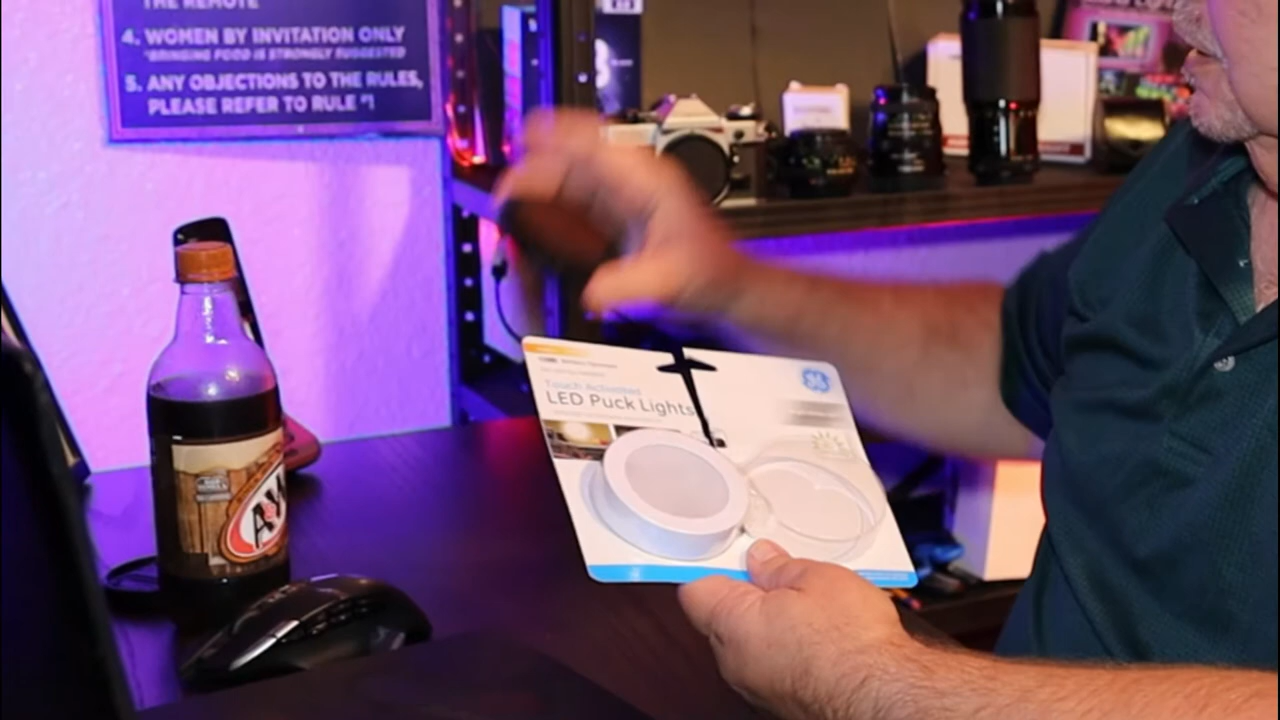 THE REMOTE
4. WOMEN BY INVITATION ONLY
*BRINGING FOOD IS STRONGLY SUGGESTED
5. ANY OBJECTIONS TO THE RULES,
PLEASE REFER TO RULE #1
Touch Activated
LED Puck Lights
GE
A&W